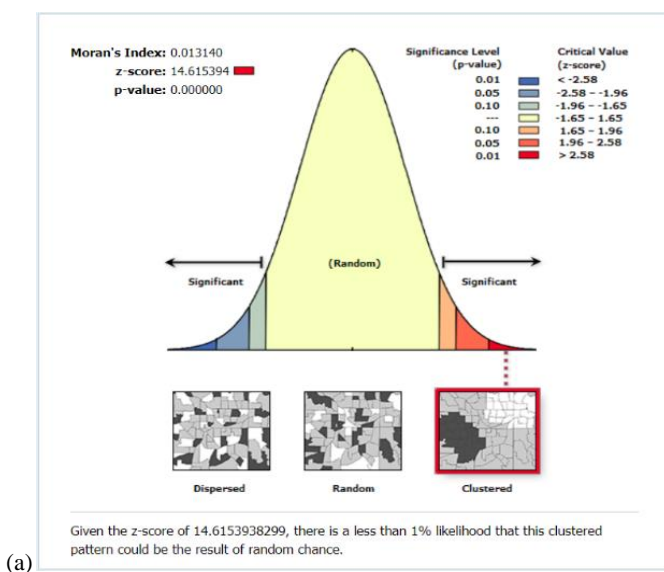 Moran's Index: 0.013140
z-score: 14.615394
p-value: 0.000000
Significance Level
(p-value)
Critical Value
(z-score)
0.01 < -2.58
0.05 -2.58 – -1.96
0.10 -1.96 – -1.65
--- -1.65 – 1.65
0.10 1.65 – 1.96
0.05 1.96 – 2.58
0.01 > 2.58
(Random)
Significant
Significant
Dispersed
Random
Clustered
Given the z-score of 14.6153938299, there is a less than 1% likelihood that this clustered
pattern could be the result of random chance.
(a)